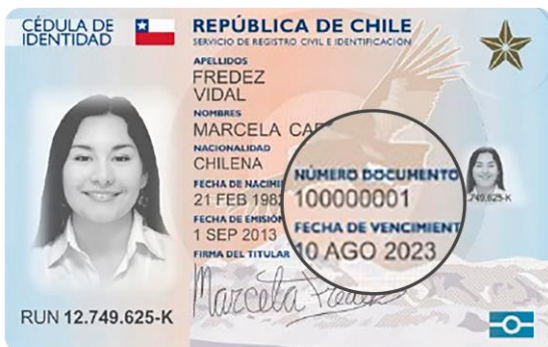 CÉDULA DE
IDENTIDAD
REPÚBLICA DE CHILE
SERVICIO DE REGISTRO CIVIL E IDENTIFICACIÓN
APELLIDOS
FREDEZ
VIDAL
NOMBRES
MARCELA
NACIONALIDAD
CHILENA
FECHA DE
21 FEB
FECHA DE EMISIÓN
1 SEP 2013
FIRMA DEL TITULAR
NÚMERO DOCUMENTO
100000001
FECHA DE
10 AGO 2023
Marcela
RUN 12.749.625-K